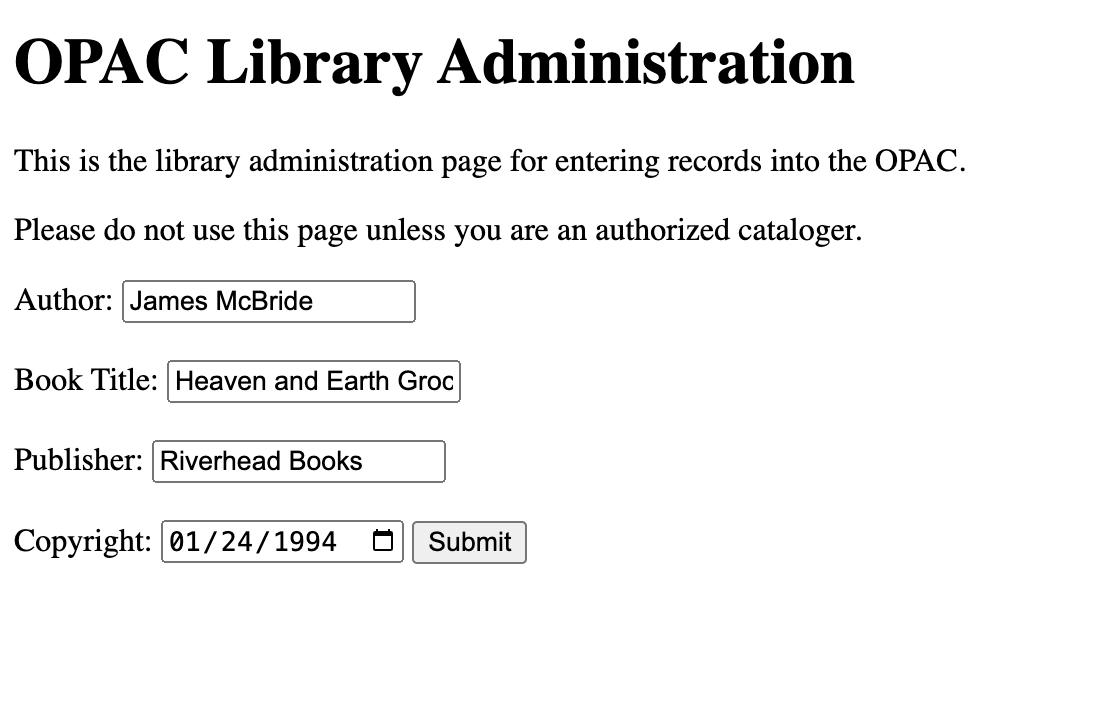 OPAC Library Administration
This is the library administration page for entering records into the OPAC.
Please do not use this page unless you are an authorized cataloger.
Author: James McBride
Book Title: Heaven and Earth Groc
Publisher: Riverhead Books
Copyright: 01/24/1994 Submit